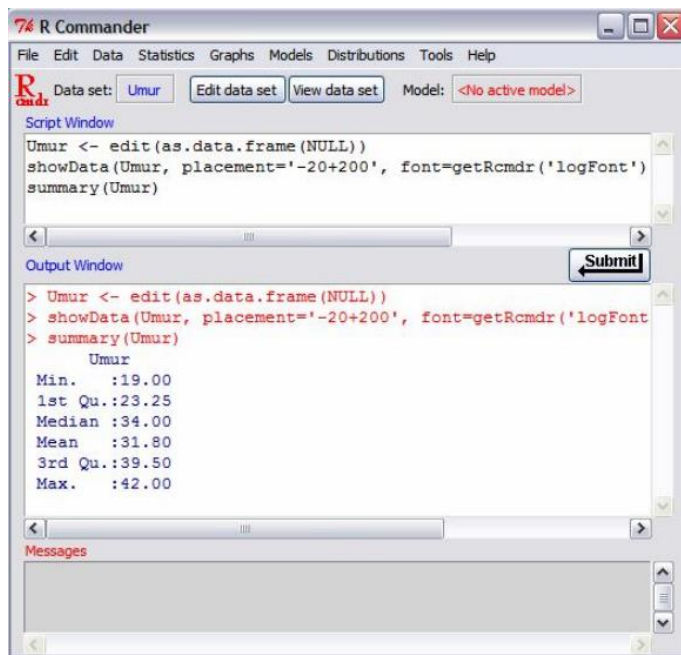 R Commander
File Edit Data Statistics Graphs Models Distributions Tools Help
Rcmdr Data set: Umur Edit data set View data set Model: <No active model>
Script Window
Umur <- edit(as.data.frame(NULL))
showData(Umur, placement='-20+200', font=getRcmdr('logFont')
summary(Umur)
Submit
Output Window
> Umur <- edit(as.data.frame(NULL))
> showData(Umur, placement='-20+200', font=getRcmdr('logFont
> summary(Umur)
Umur
Min. :19.00
1st Qu.:23.25
Median :34.00
Mean :31.80
3rd Qu.:39.50
Max. :42.00
Messages